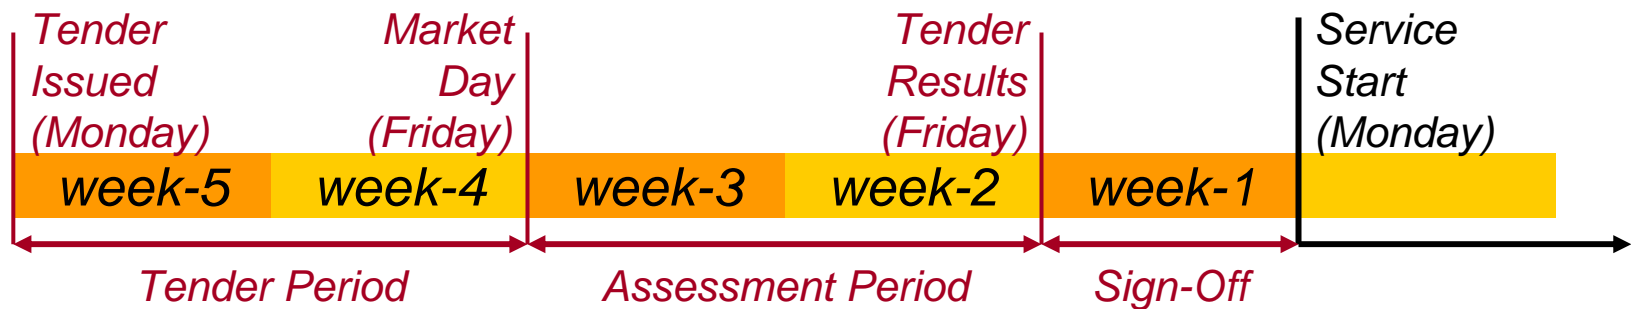 Tender
Issued
(Monday)
Market
Day
(Friday)
Tender
Results
(Friday)
Service
Start
(Monday)
week-5
week-4
week-3
week-2
week-1
Tender Period
Assessment Period
Sign-Off